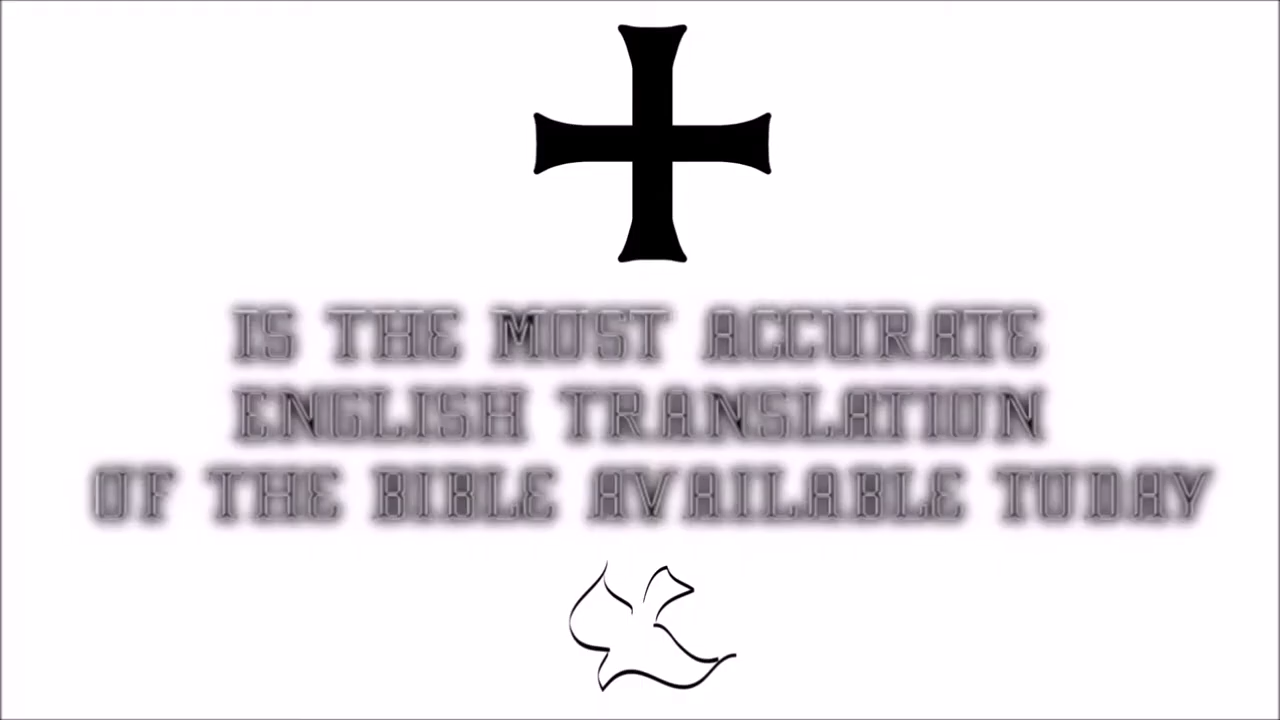 IS THE MOST ACCURATE
ENGLISH TRANSLATION
OF THE BIBLE AVAILABLE TODAY